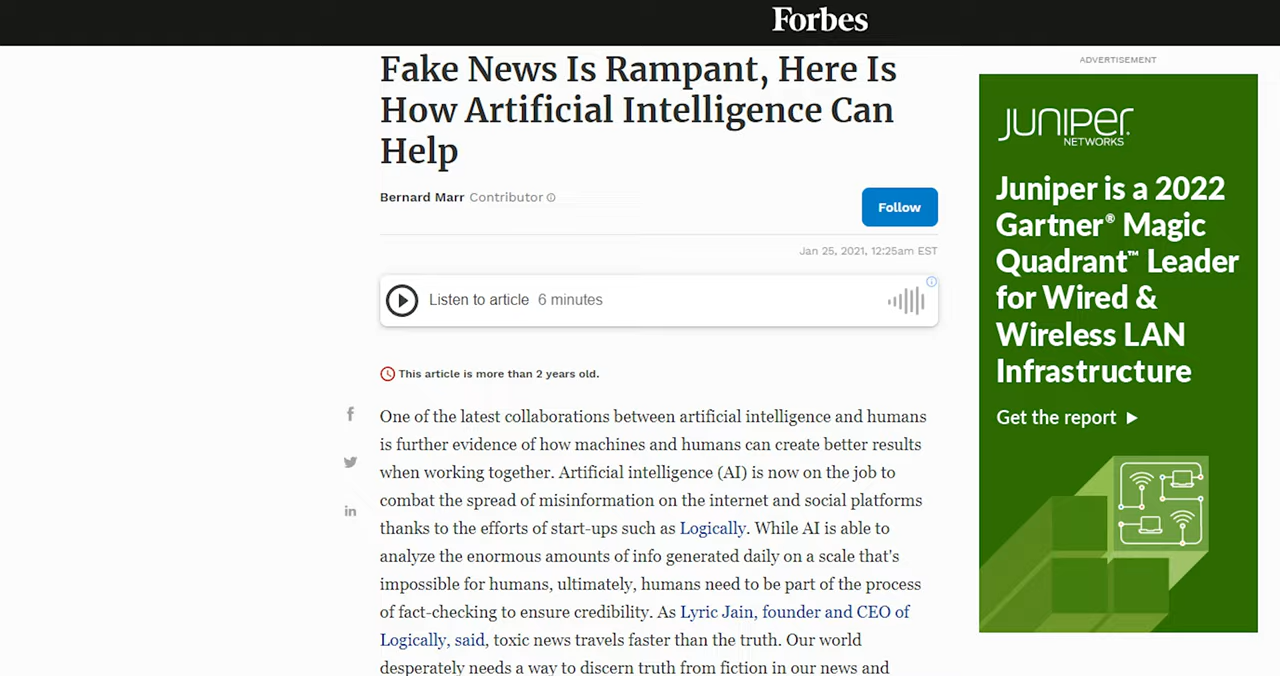 Forbes
Fake News Is Rampant, Here Is
How Artificial Intelligence Can
Help
Bernard Marr Contributor
Follow
Jan 25, 2021, 12:25am EST
Listen to article 6 minutes
This article is more than 2 years old.
One of the latest collaborations between artificial intelligence and humans
is further evidence of how machines and humans can create better results
when working together. Artificial intelligence (AI) is now on the job to
combat the spread of misinformation on the internet and social platforms
thanks to the efforts of start-ups such as Logically. While AI is able to
analyze the enormous amounts of info generated daily on a scale that's
impossible for humans, ultimately, humans need to be part of the process
of fact-checking to ensure credibility. As Lyric Jain, founder and CEO of
Logically, said, toxic news travels faster than the truth. Our world
desperately needs a way to discern truth from fiction in our news and
ADVERTISEMENT
JUNIPER
NETWORKS
Juniper is a 2022
Gartner® Magic
Quadrant™ Leader
for Wired &
Wireless LAN
Infrastructure
Get the report